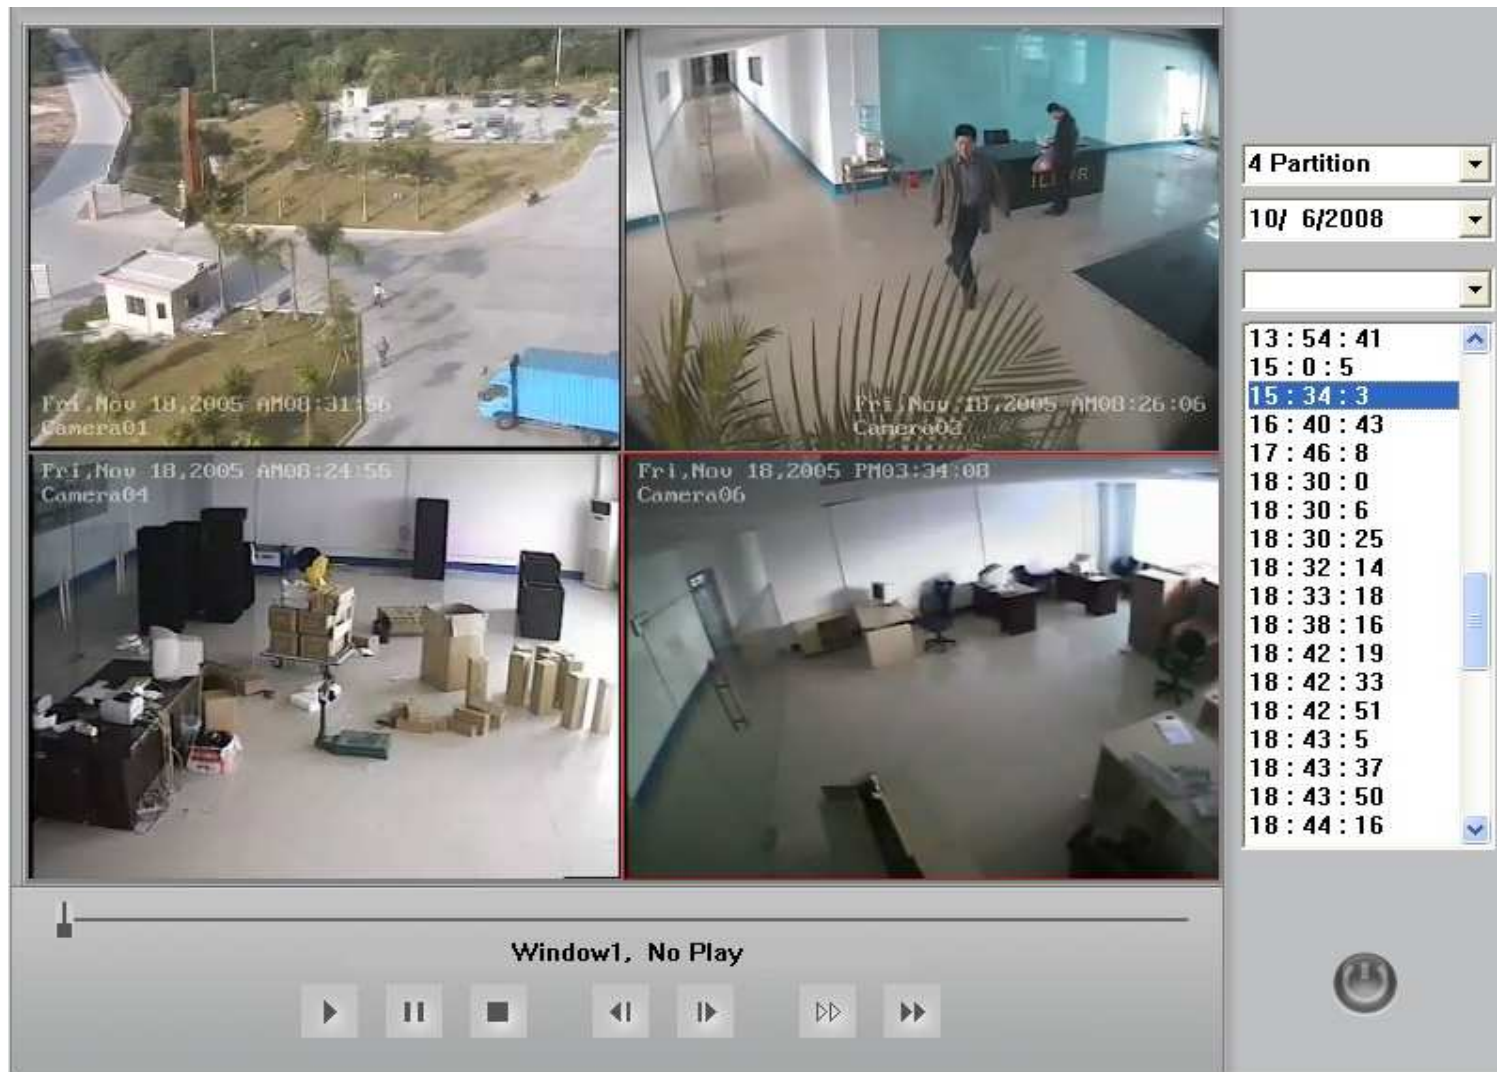 Fri,Nov 18,2005 AM08:31:56
Camera01
Fri,Nov 18,2005 AM08:26:06
Fri,Nov 18,2005 AM08:24:56
Camera04
Fri,Nov 18,2005 PM03:34:08
Camera06
4 Partition
10/ 6/2008
13 : 54 : 41
15 : 0 : 5
15 : 34 : 3
16 : 40 : 43
17 : 46 : 8
18 : 30 : 0
18 : 30 : 6
18 : 30 : 25
18 : 32 : 14
18 : 33 : 18
18 : 38 : 16
18 : 42 : 19
18 : 42 : 33
18 : 42 : 51
18 : 43 : 5
18 : 43 : 37
18 : 43 : 50
18 : 44 : 16
Window1, No Play